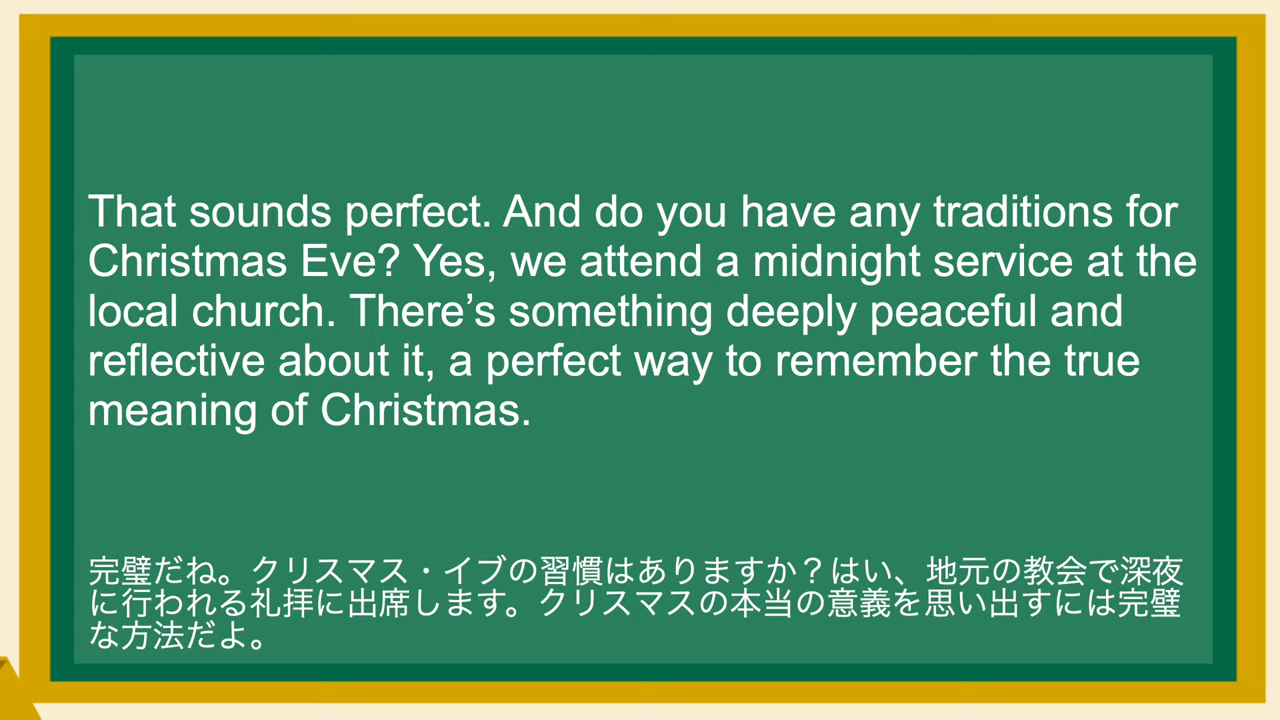 That sounds perfect. And do you have any traditions for
Christmas Eve? Yes, we attend a midnight service at the
local church. There’s something deeply peaceful and
reflective about it, a perfect way to remember the true
meaning of Christmas.
完璧だね。クリスマス・イブの習慣はありますか？はい、地元の教会で深夜
に行われる礼拝に出席します。クリスマスの本当の意義を思い出すには完璧
な方法だよ。